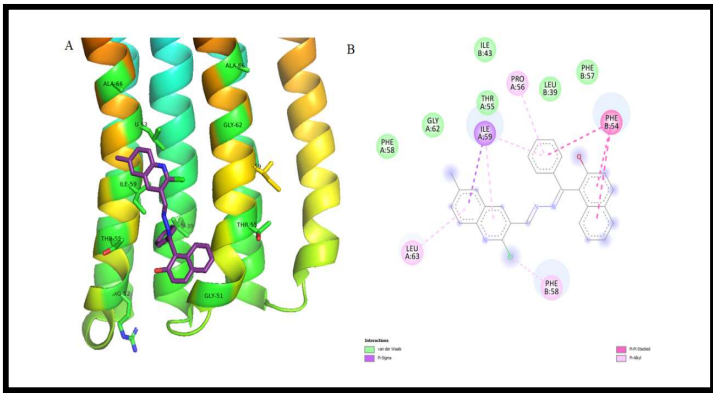 A
ALA-66
ALA-66
GLY-62
ILE-59
THR-55
THR-55
GLY-51
B
ILE
B:43
PRO
A:56
PHE
B:57
LEU
B:39
THR
A:55
GLY
A:62
ILE
A:59
PHE
B:54
PHE
A:58
LEU
A:63
PHE
B:58
Interactions
van der Waals
Pi-Sigma
Pi-Pi Stacked
Pi-Alkyl